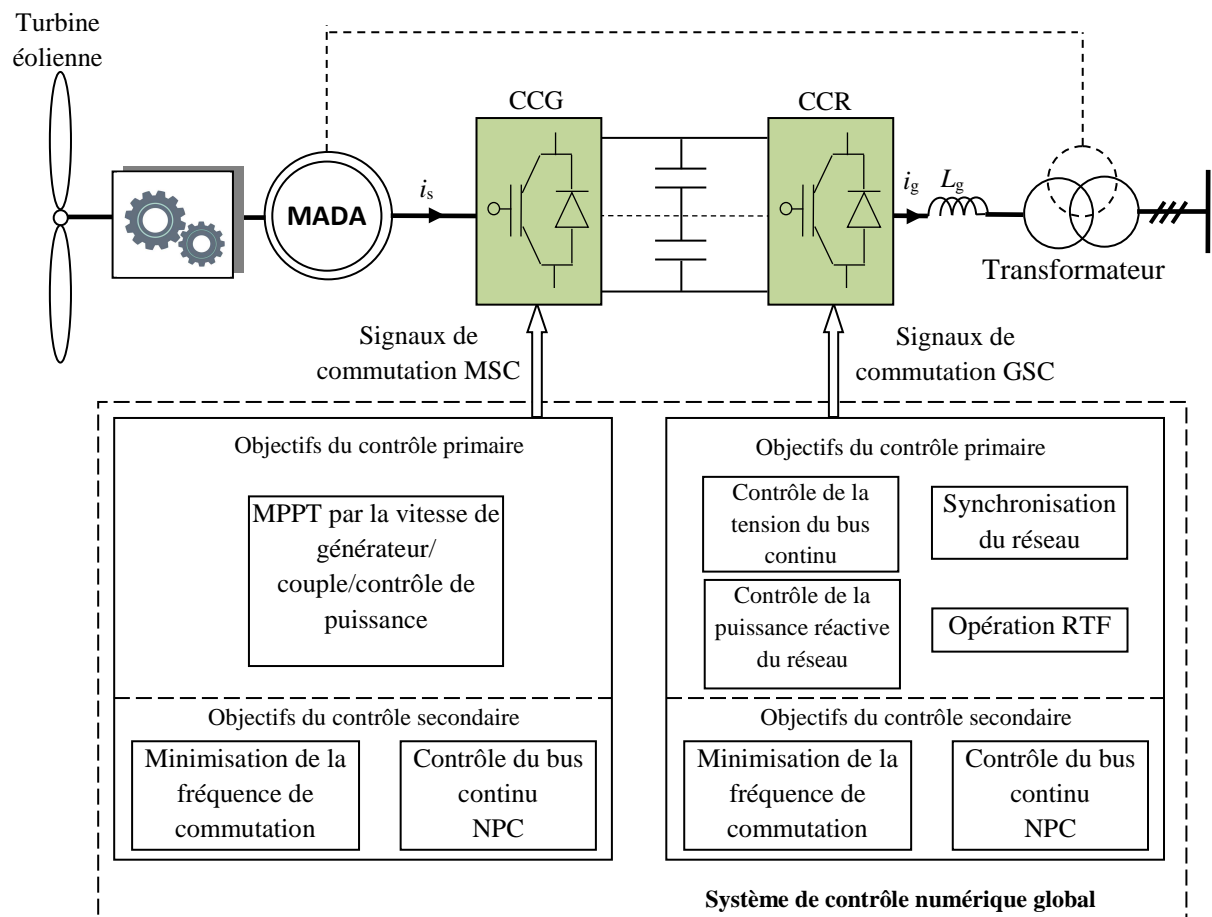 Turbine
éolienne
CCG
CCR
MADA
i_s
i_g
L_g
Transformateur
Signaux de
commutation MSC
Signaux de
commutation GSC
Objectifs du contrôle primaire
MPPT par la vitesse de
générateur/
couple/contrôle de
puissance
Objectifs du contrôle secondaire
Minimisation de la
fréquence de
commutation
Contrôle du bus
continu
NPC
Objectifs du contrôle primaire
Contrôle de la
tension du bus
continu
Synchronisation
du réseau
Contrôle de la
puissance réactive
du réseau
Opération RTF
Objectifs du contrôle secondaire
Minimisation de la
fréquence de
commutation
Contrôle du bus
continu
NPC
Système de contrôle numérique global